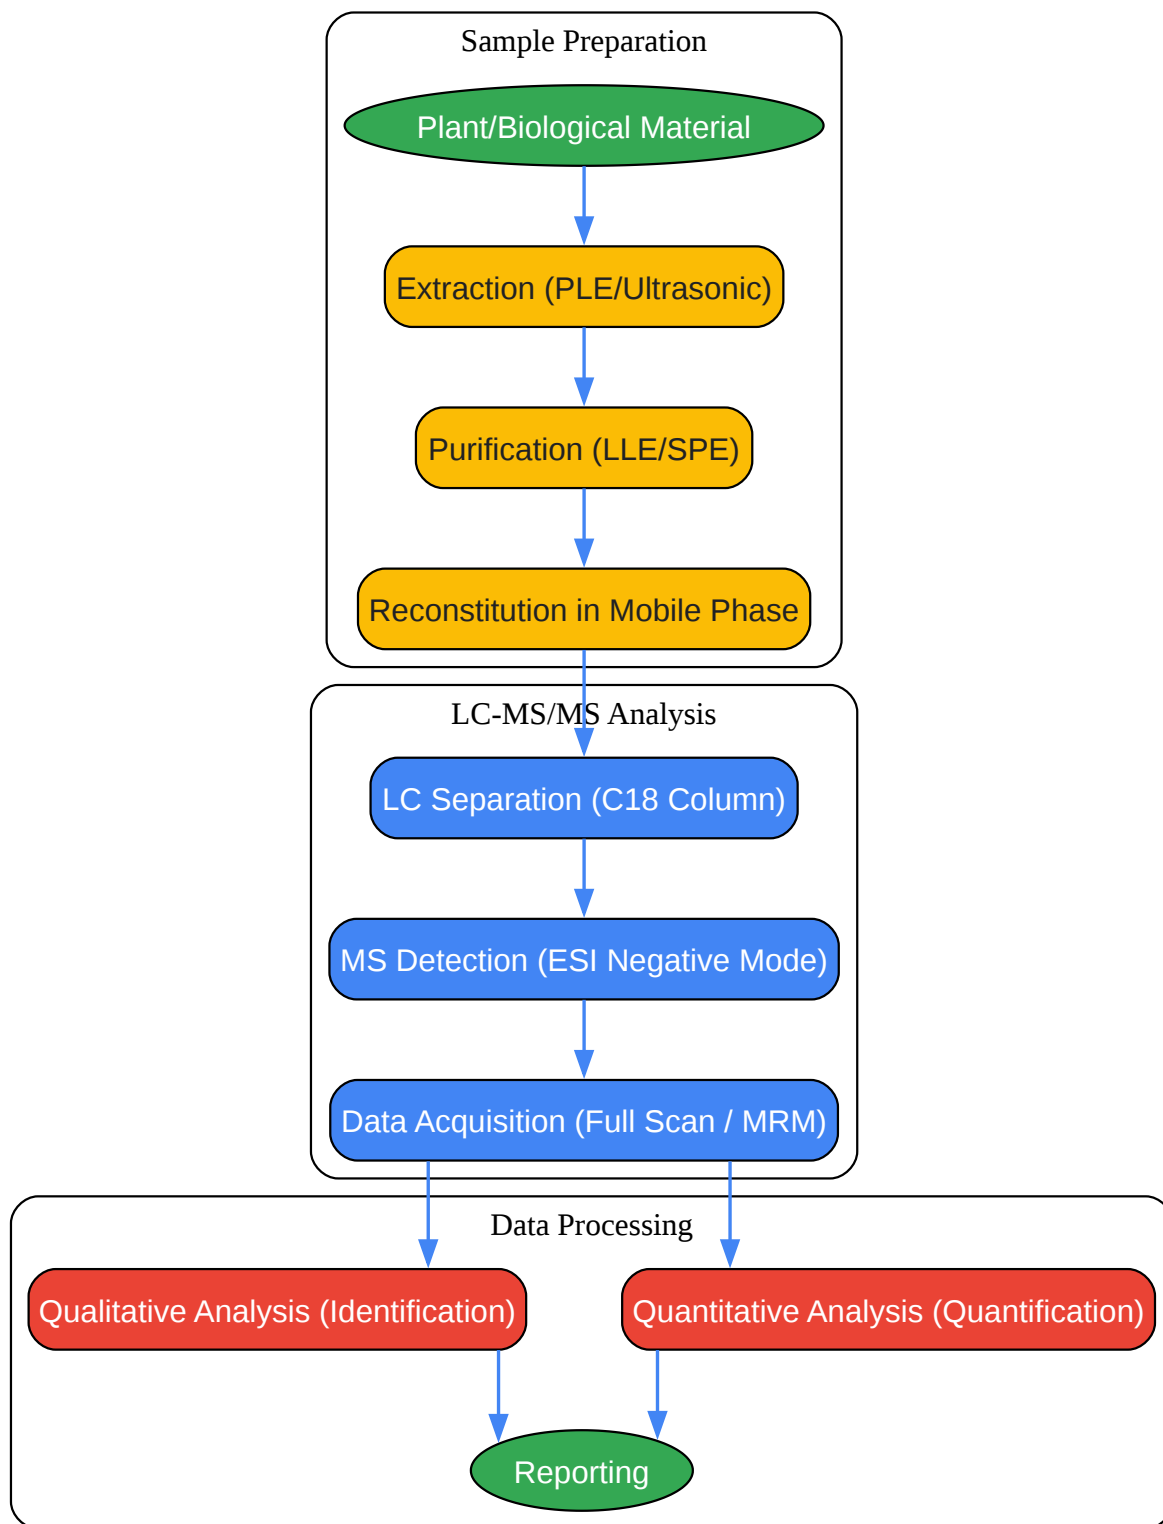 Sample Preparation
Plant/Biological Material
Extraction (PLE/Ultrasonic)
Purification (LLE/SPE)
Reconstitution in Mobile Phase
LC-MS/MS Analysis
LC Separation (C18 Column)
MS Detection (ESI Negative Mode)
Data Acquisition (Full Scan / MRM)
Data Processing
Qualitative Analysis (Identification)
Quantitative Analysis (Quantification)
Reporting